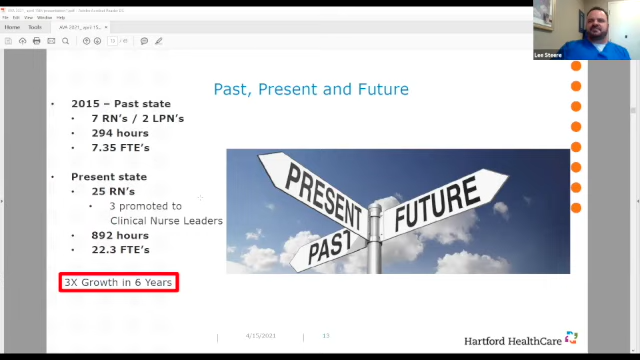 Home
Tools
Lee Steere
Past, Present and Future
• 2015 – Past state
• 7 RN's / 2 LPN's
• 294 hours
• 7.35 FTE's
• Present state
• 25 RN's
• 3 promoted to
Clinical Nurse Leaders
• 892 hours
• 22.3 FTE's
3X Growth in 6 Years
PRESENT
FUTURE
PAST
4/15/2021
13
Hartford HealthCare